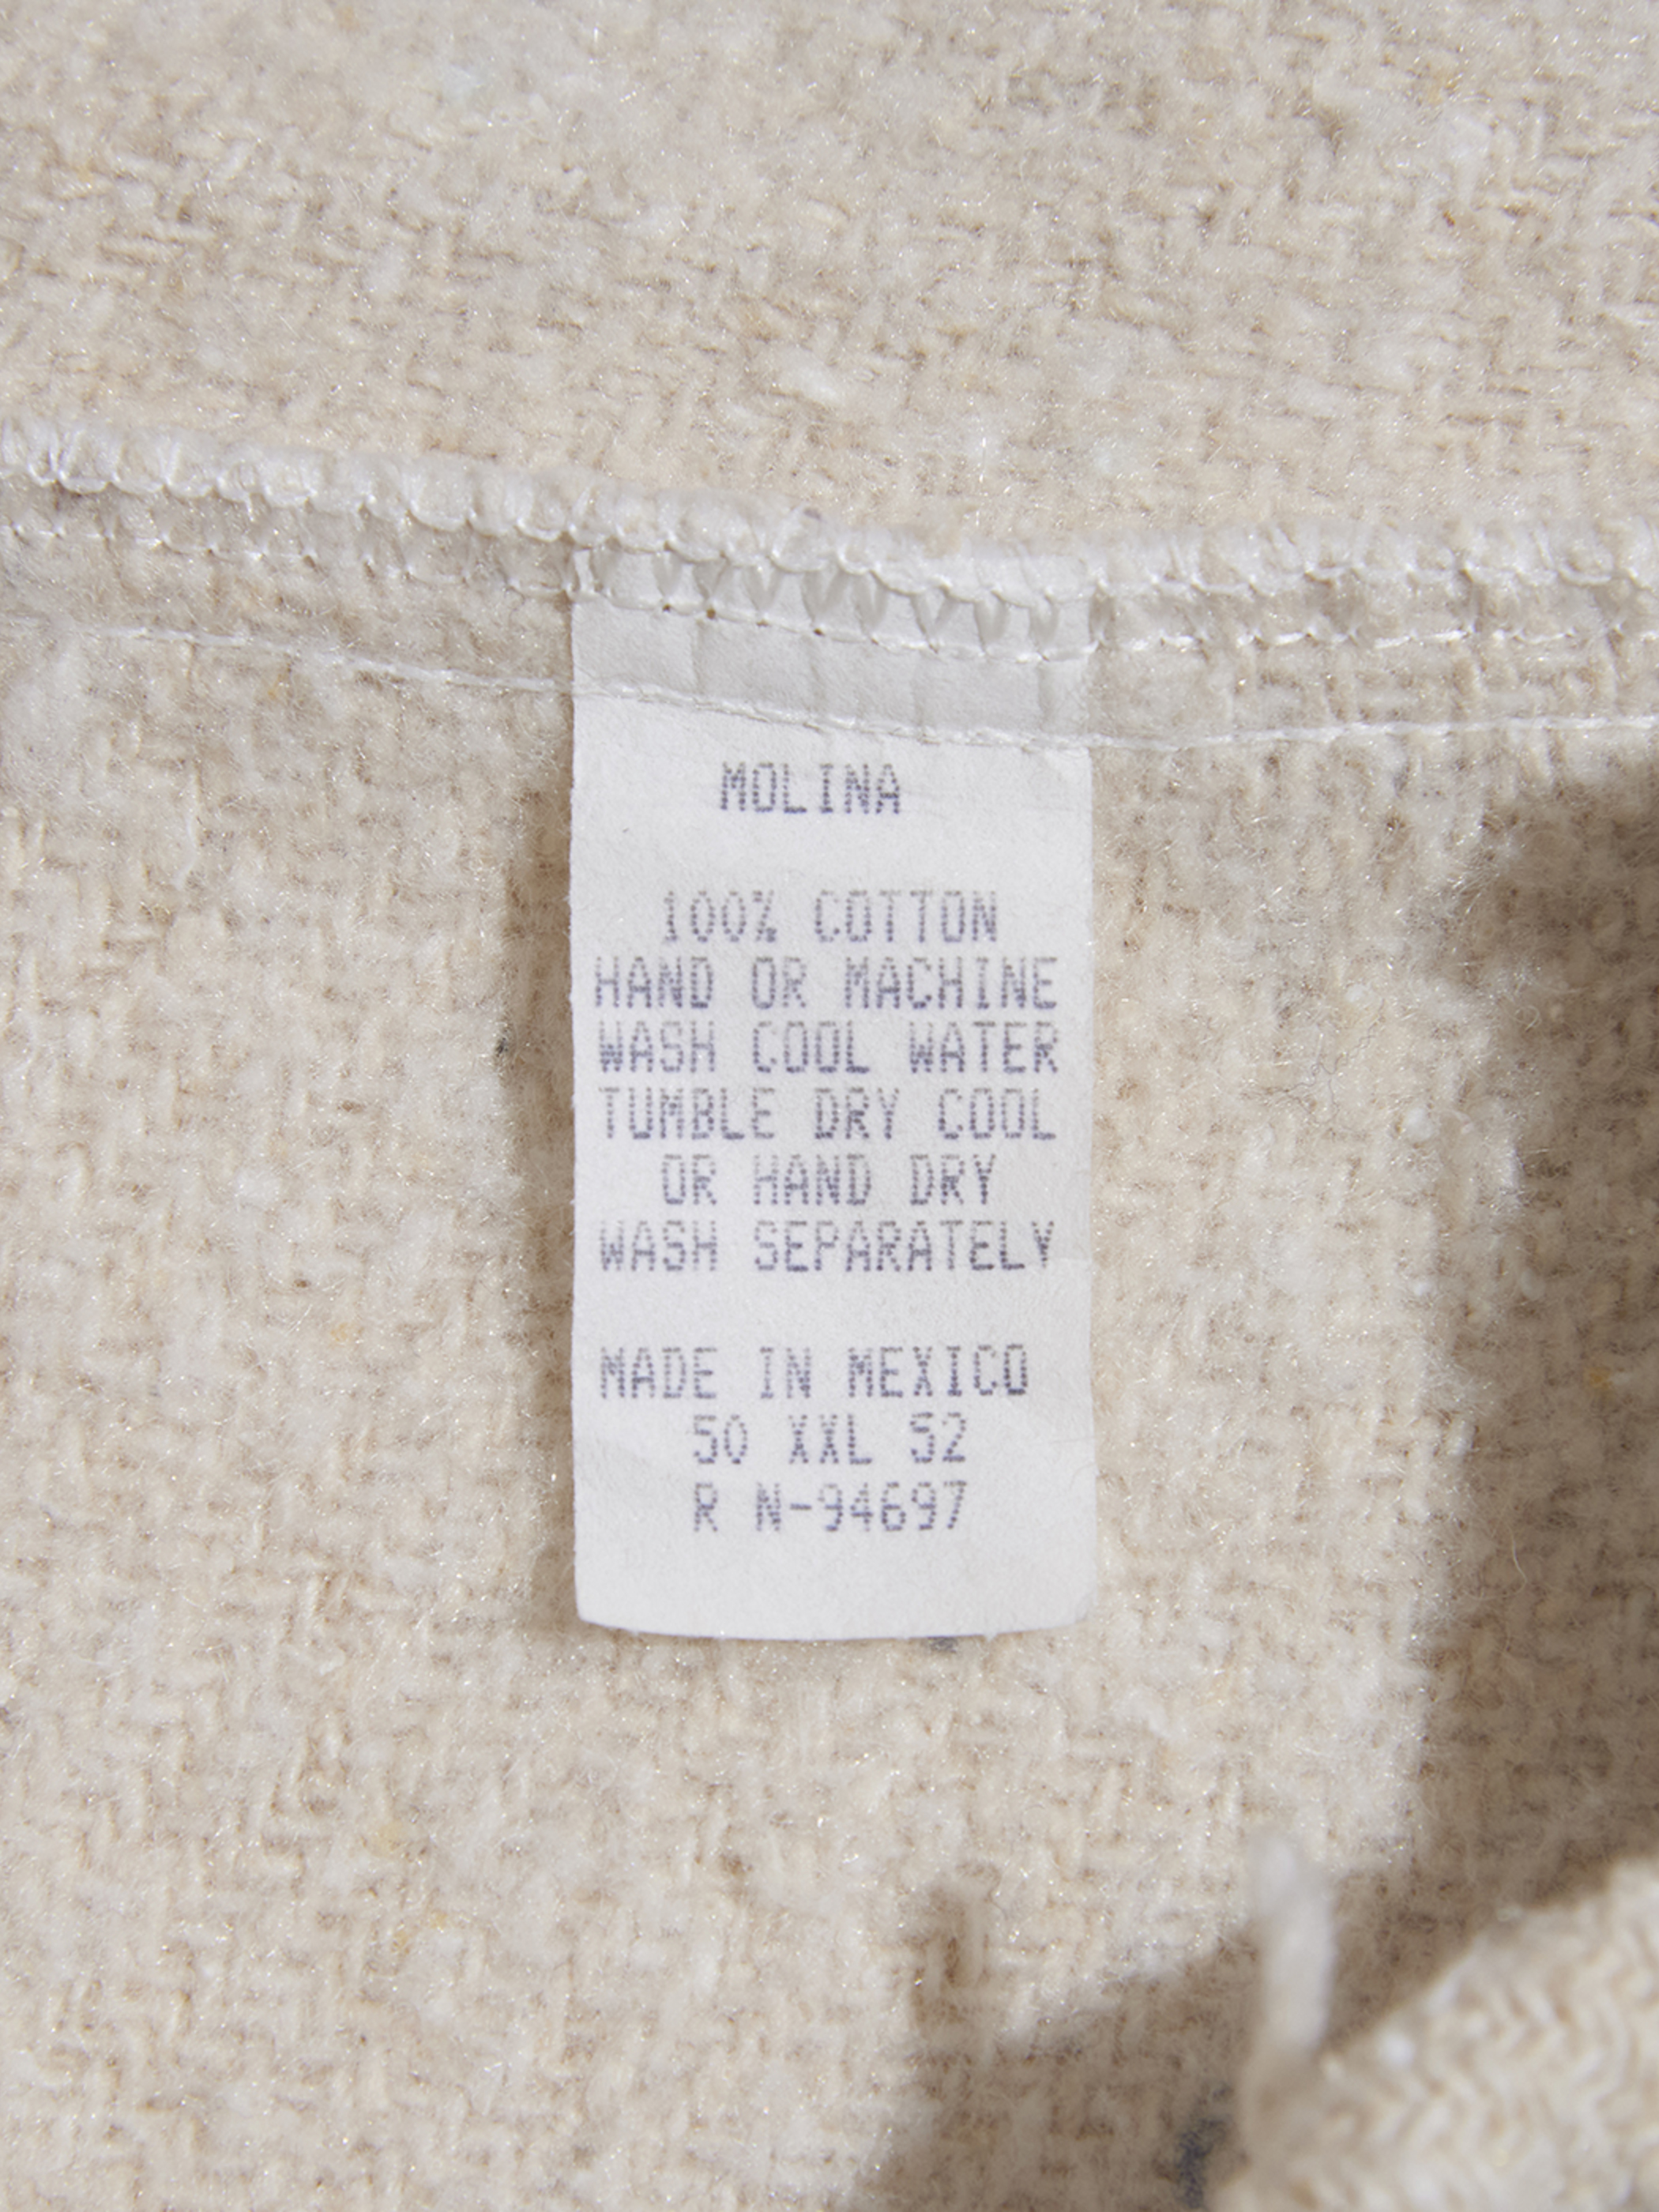 MOLINA
100% COTTON
HAND OR MACHINE
WASH COOL WATER
TUMBLE DRY COOL
OR HAND DRY
WASH SEPARATELY
MADE IN MEXICO
50 XXL 52
R N-94697